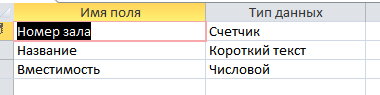 Имя поля Тип данных
Номер зала Счетчик
Название Короткий текст
Вместимость Числовой